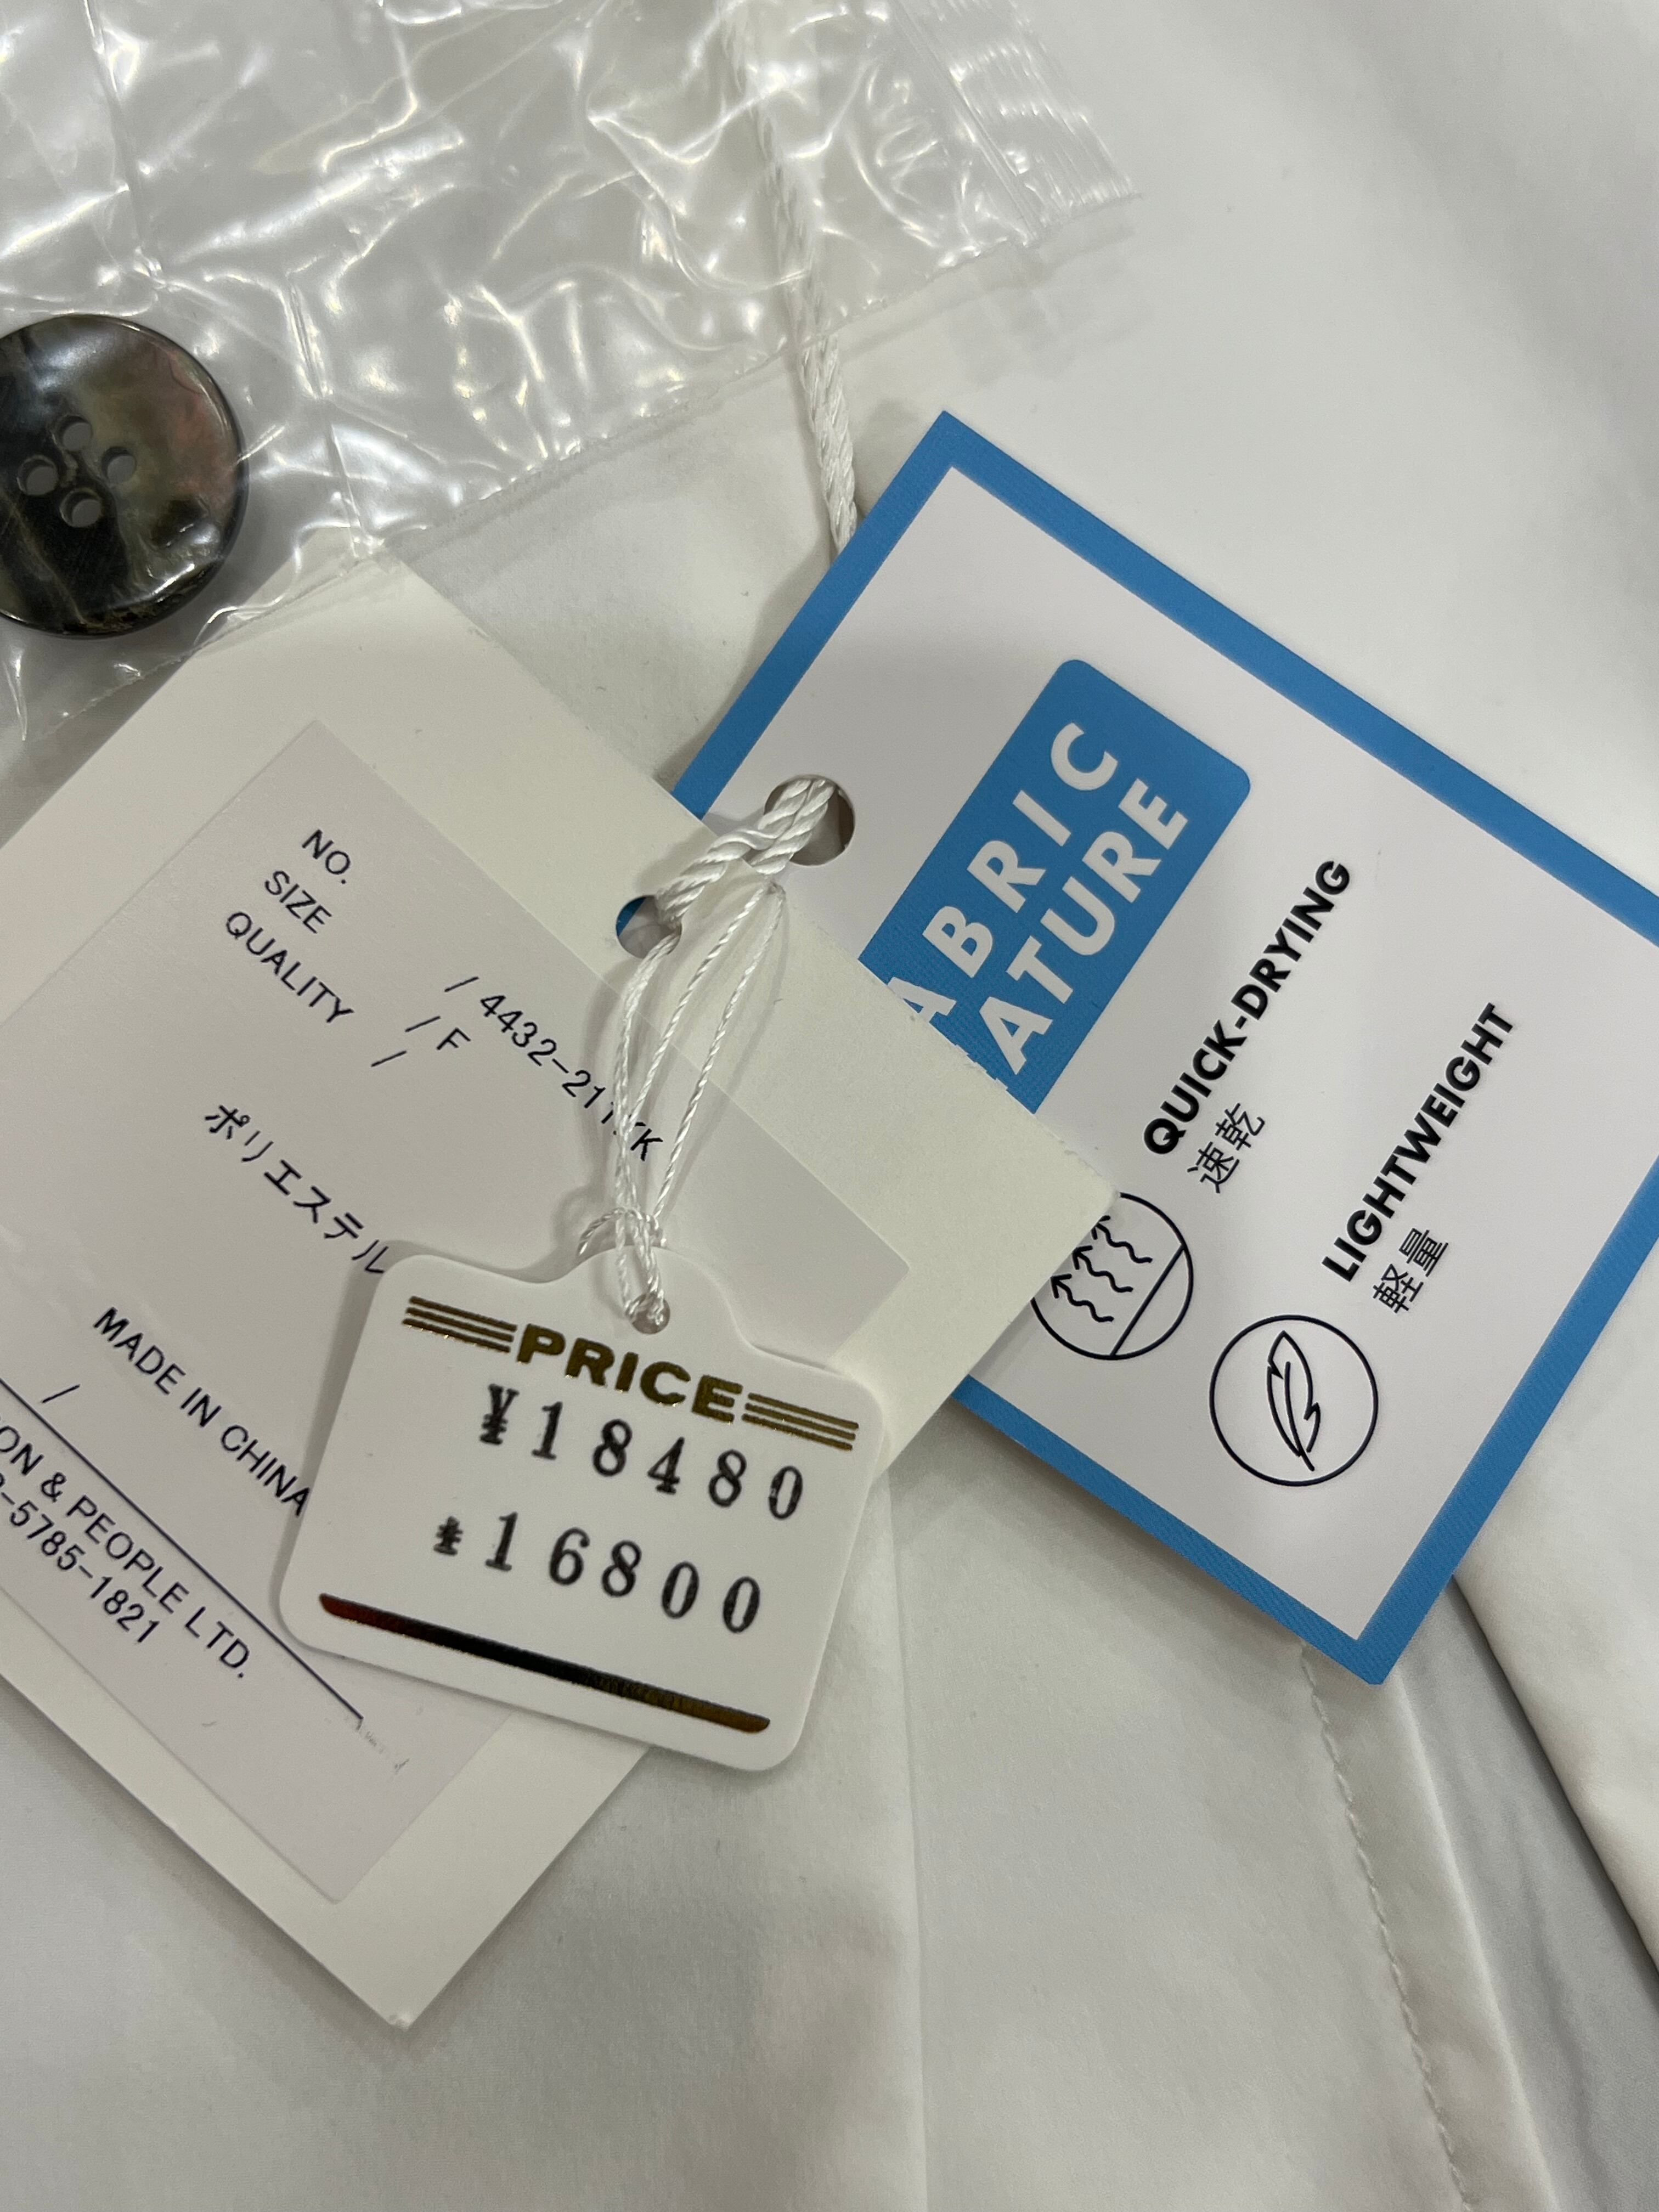 NO. / 4432-211
SIZE / F
QUALITY /
ポリエステル
MADE IN CHINA
/
ON & PEOPLE LTD.
-5785-1821
PRICE
¥18480
¥16800
ABRIC
ATURE
QUICK-DRYING
速乾
LIGHTWEIGHT
軽量